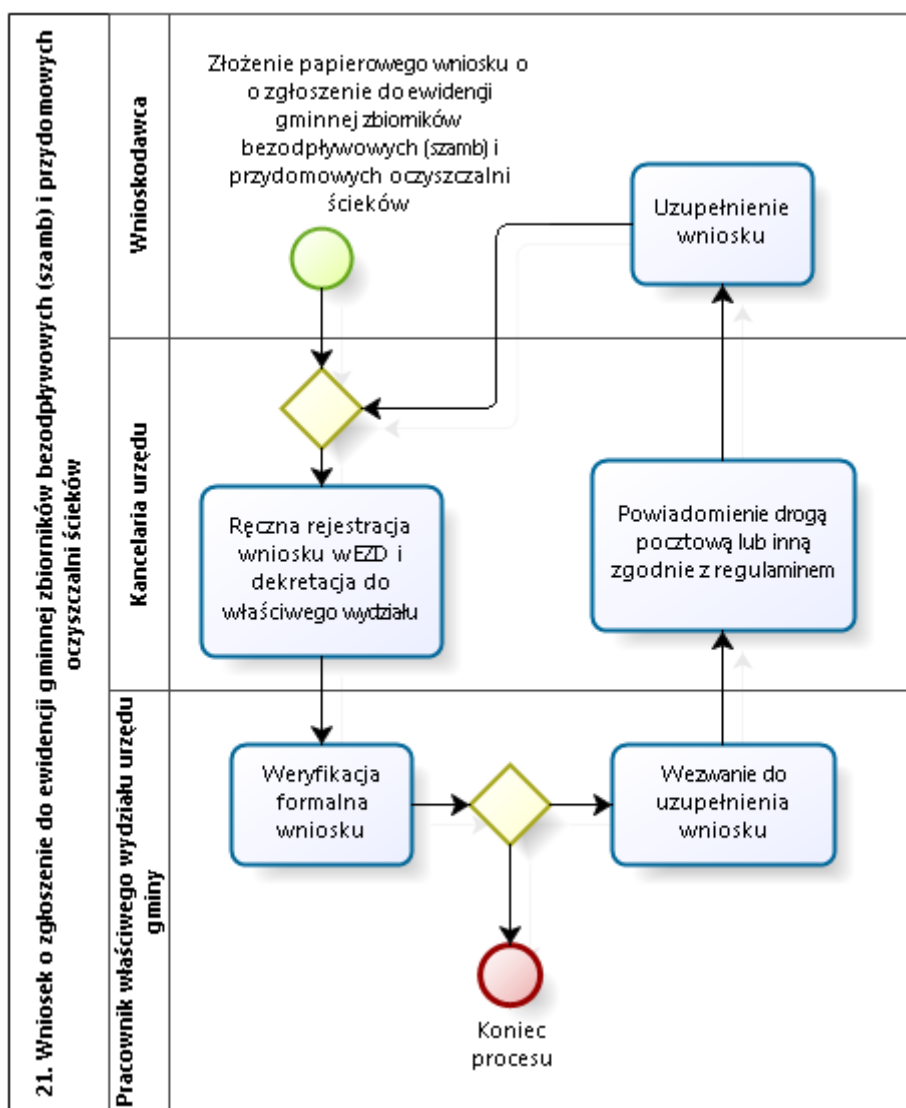 21. Wniosek o zgłoszenie do ewidencji gminnej zbiorników bezodpływowych (szamb) i przydomowych
oczyszczalni ścieków
Wnioskodawca
Złożenie papierowego wniosku o
o zgłoszenie do ewidencji
gminnej zbiorników
bezodpływowych (szamb) i
przydomowych oczyszczalni
ścieków
Uzupełnienie
wniosku
Kancelaria urzędu
Ręczna rejestracja
wniosku w EZD i
dekretacja do
właściwego wydziału
Powiadomienie drogą
pocztową lub inną
zgodnie z regulaminem
Pracownik właściwego wydziału urzędu
gminy
Weryfikacja
formalna
wniosku
Wezwanie do
uzupełnienia
wniosku
Koniec
procesu